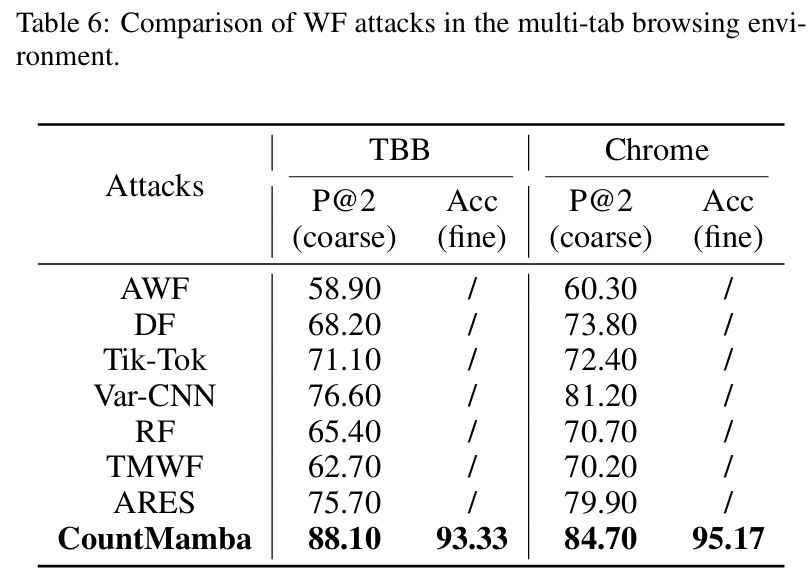 Table 6: Comparison of WF attacks in the multi-tab browsing envi-
ronment.
Attacks TBB Chrome
P@2 Acc P@2 Acc
(coarse) (fine) (coarse) (fine)
AWF 58.90 / 60.30 /
DF 68.20 / 73.80 /
Tik-Tok 71.10 / 72.40 /
Var-CNN 76.60 / 81.20 /
RF 65.40 / 70.70 /
TMWF 62.70 / 70.20 /
ARES 75.70 / 79.90 /
CountMamba 88.10 93.33 84.70 95.17